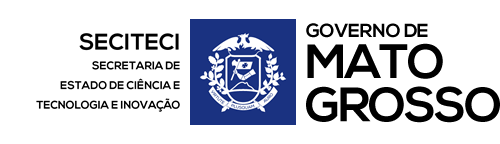 SECITECI
SECRETARIA DE
ESTADO DE CIÊNCIA E
TECNOLOGIA E INOVAÇÃO
GOVERNO DE
MATO
GROSSO